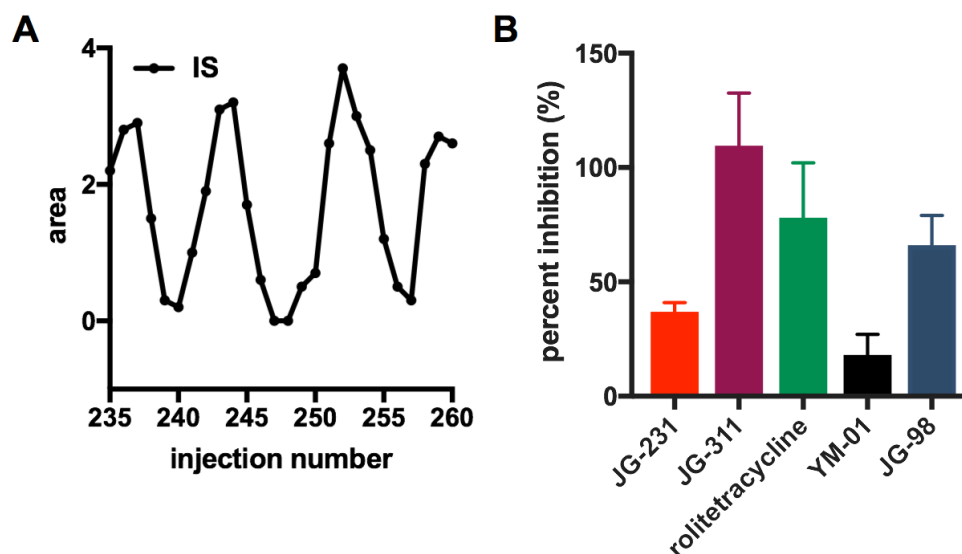 A
area
4
2
0
IS
235 240 245 250 255 260
injection number
B
percent inhibition (%)
150
100
50
0
JG-231
JG-311
rolitetracycline
YM-01
JG-98